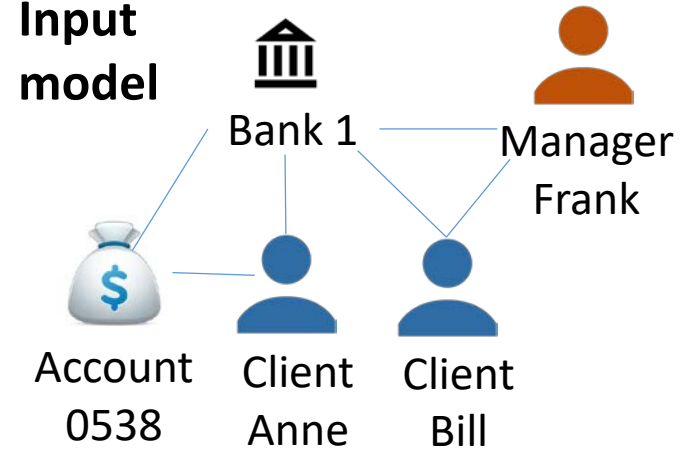 Input
model
Bank 1
Manager
Frank
$
Account
0538
Client
Anne
Client
Bill